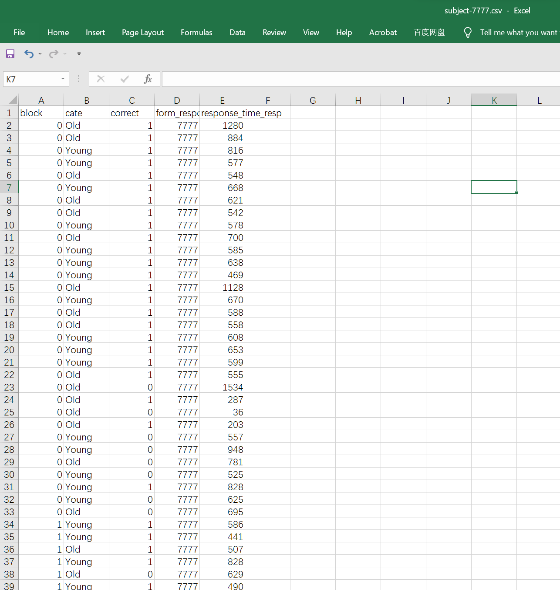 subject-7777.csv - Excel
File Home Insert Page Layout Formulas Data Review View Help Acrobat 百度网盘 Tell me what you want
K7 fx
A B C D E F G H I J K L
1 block cate correct form_resp response_time_resp
2 0 Old 1 7777 1280
3 0 Old 1 7777 884
4 0 Young 1 7777 816
5 0 Young 1 7777 577
6 0 Old 1 7777 548
7 0 Young 1 7777 668
8 0 Old 1 7777 621
9 0 Old 1 7777 542
10 0 Young 1 7777 578
11 0 Old 1 7777 700
12 0 Young 1 7777 585
13 0 Young 1 7777 638
14 0 Young 1 7777 469
15 0 Old 1 7777 1128
16 0 Young 1 7777 670
17 0 Old 1 7777 588
18 0 Old 1 7777 558
19 0 Young 1 7777 608
20 0 Young 1 7777 653
21 0 Young 1 7777 599
22 0 Old 1 7777 555
23 0 Old 0 7777 1534
24 0 Old 1 7777 287
25 0 Old 0 7777 36
26 0 Old 1 7777 203
27 0 Young 0 7777 557
28 0 Young 0 7777 948
29 0 Old 0 7777 781
30 0 Young 0 7777 525
31 0 Young 1 7777 828
32 0 Young 0 7777 625
33 0 Old 0 7777 695
34 1 Young 1 7777 586
35 1 Young 1 7777 441
36 1 Old 1 7777 507
37 1 Young 1 7777 828
38 1 Old 0 7777 629
39 1 Young 1 7777 490